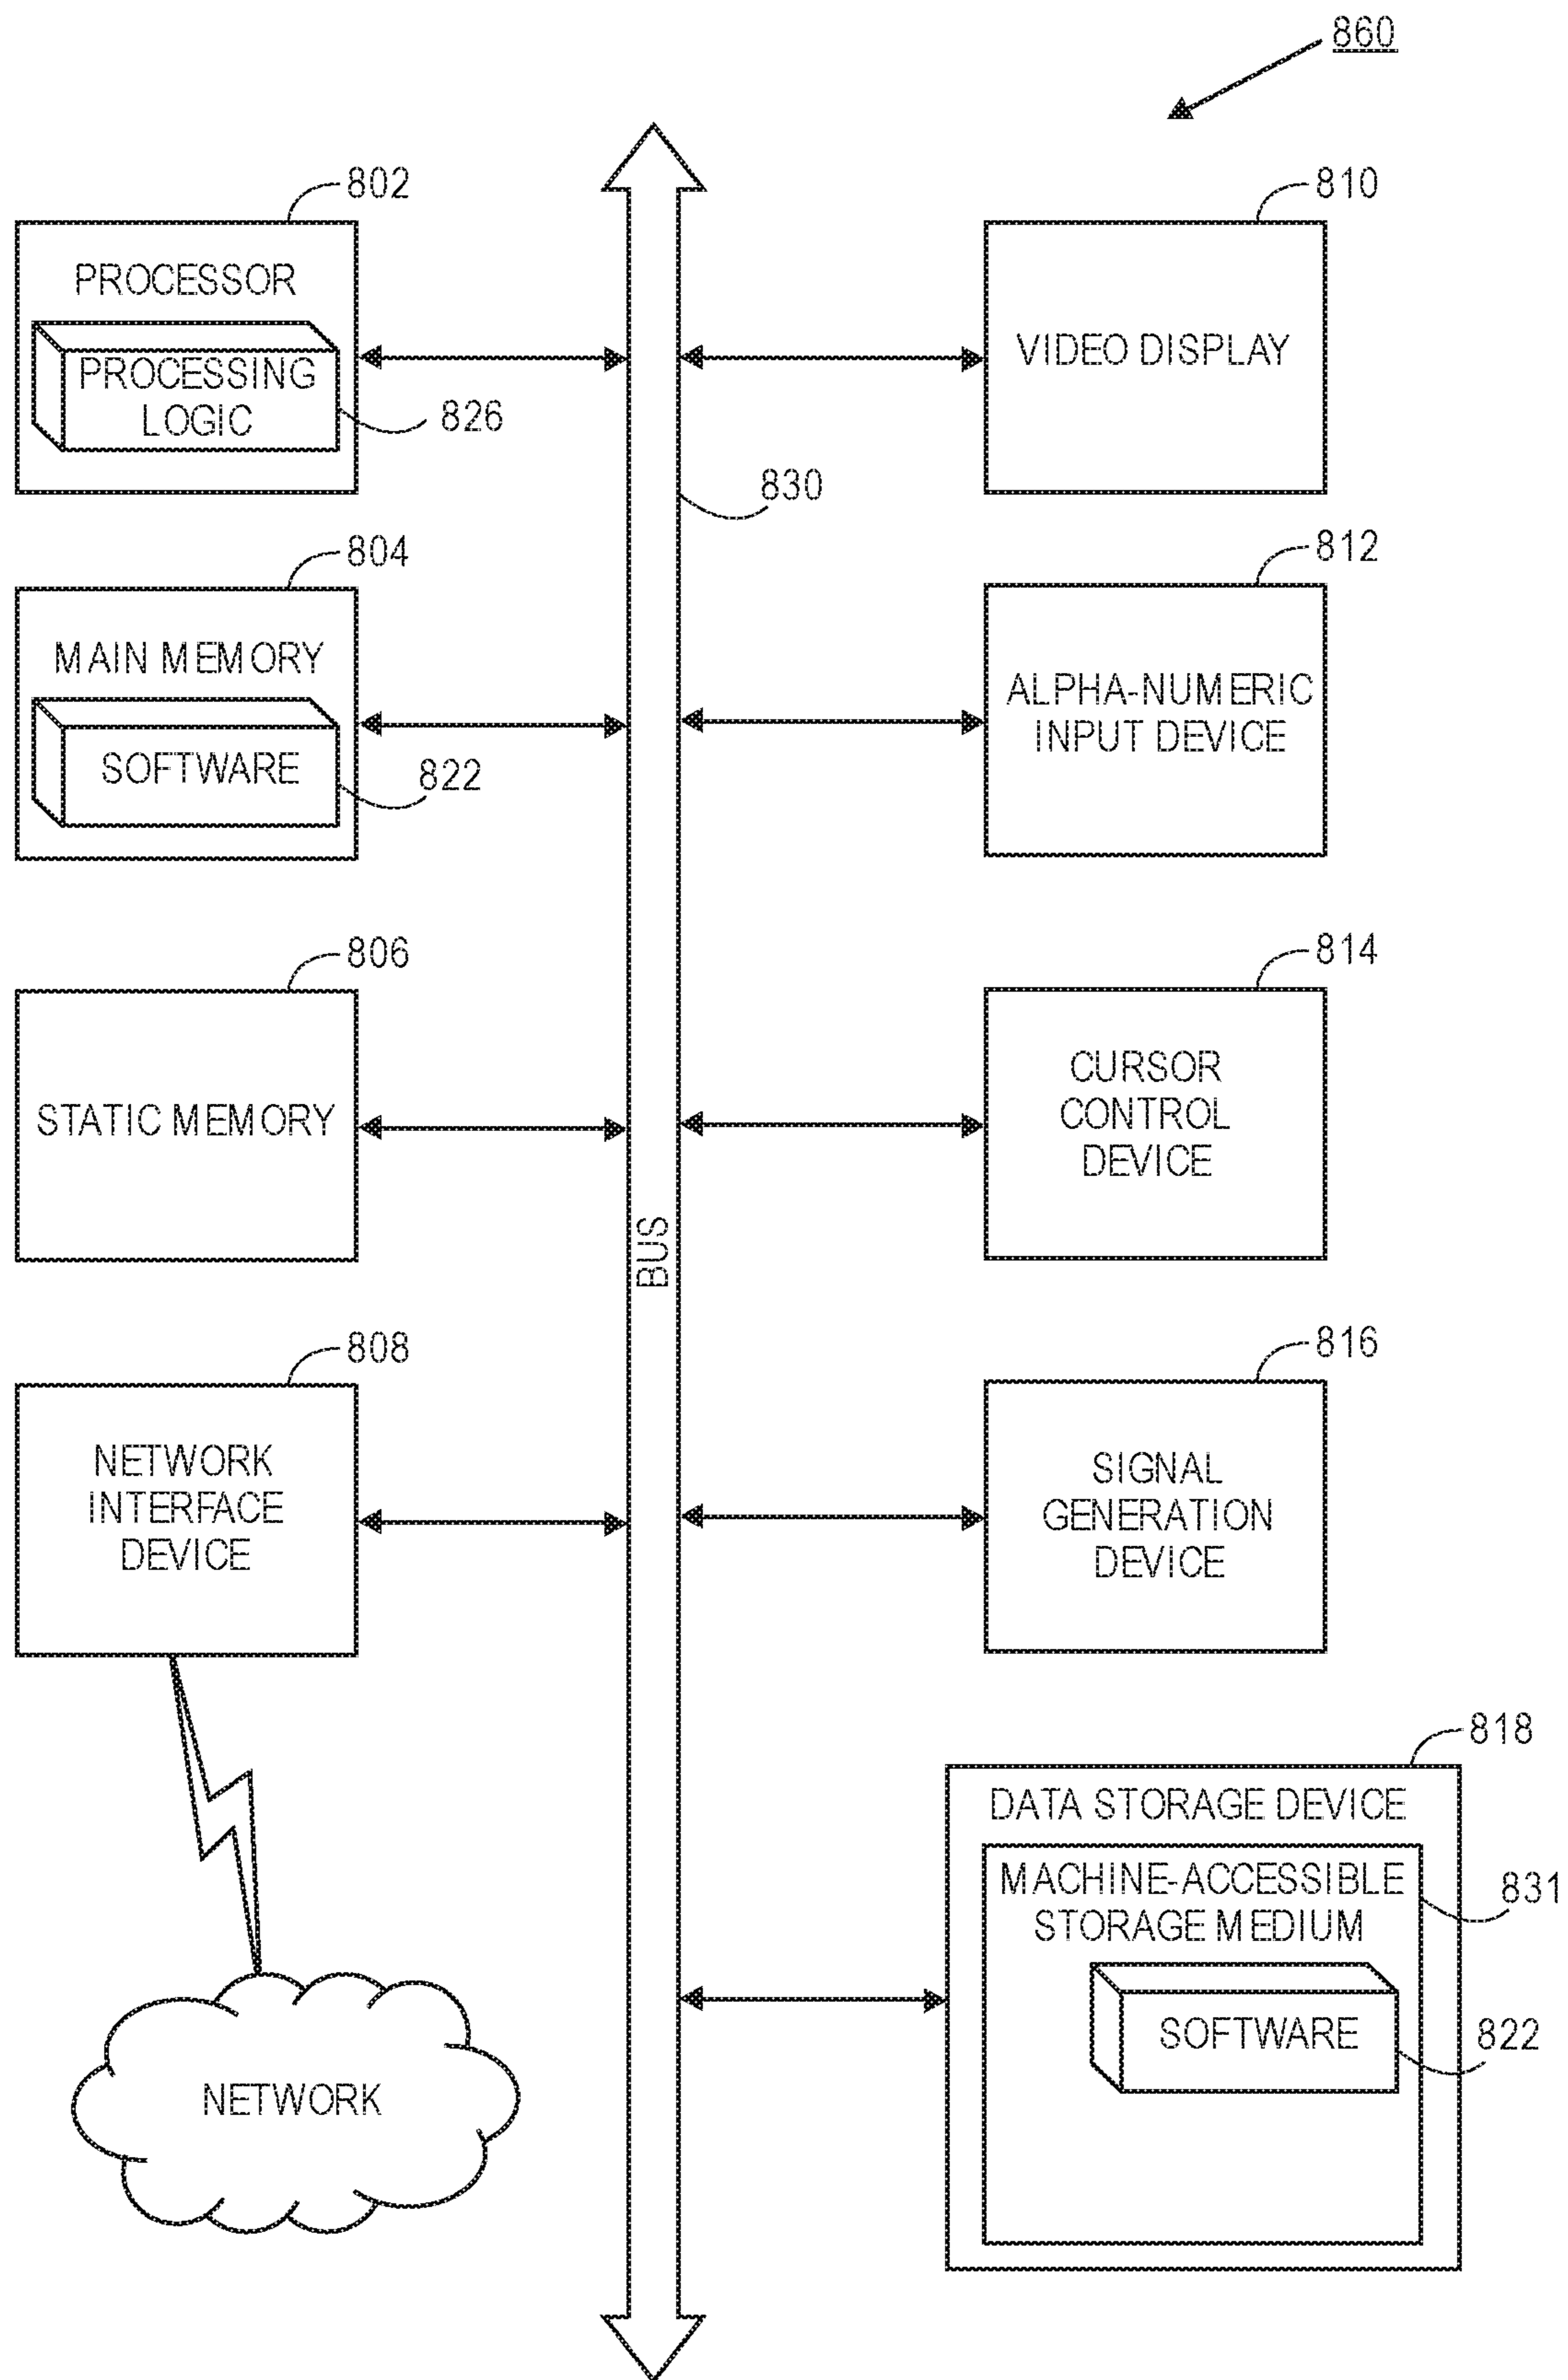 860
802
PROCESSOR
PROCESSING
LOGIC
826
804
MAIN MEMORY
SOFTWARE
822
806
STATIC MEMORY
808
NETWORK
INTERFACE
DEVICE
NETWORK
BUS
830
810
VIDEO DISPLAY
812
ALPHA-NUMERIC
INPUT DEVICE
814
CURSOR
CONTROL
DEVICE
816
SIGNAL
GENERATION
DEVICE
818
DATA STORAGE DEVICE
MACHINE-ACCESSIBLE
STORAGE MEDIUM
831
SOFTWARE
822